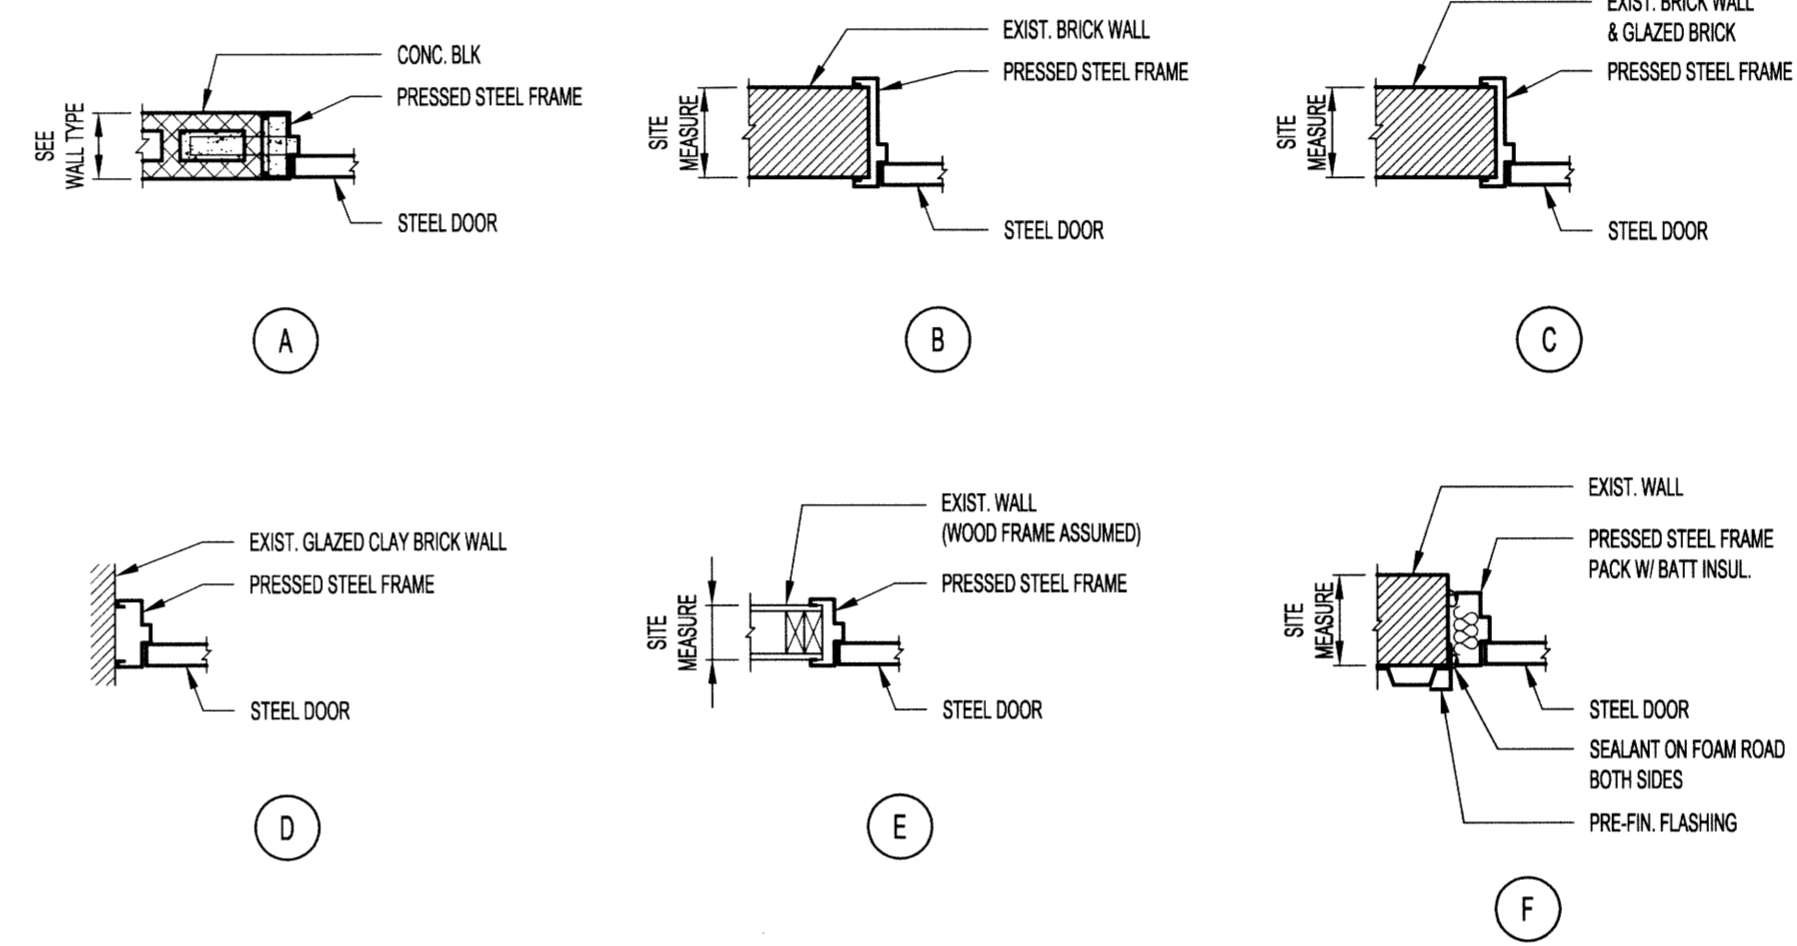 CONC. BLK
PRESSED STEEL FRAME
SEE
WALL TYPE
STEEL DOOR
A
EXIST. BRICK WALL
PRESSED STEEL FRAME
SITE
MEASURE
STEEL DOOR
B
EXIST. BRICK WALL
& GLAZED BRICK
PRESSED STEEL FRAME
SITE
MEASURE
STEEL DOOR
C
EXIST. GLAZED CLAY BRICK WALL
PRESSED STEEL FRAME
STEEL DOOR
D
EXIST. WALL
(WOOD FRAME ASSUMED)
PRESSED STEEL FRAME
SITE
MEASURE
STEEL DOOR
E
EXIST. WALL
PRESSED STEEL FRAME
PACK W/ BATT INSUL.
SITE
MEASURE
STEEL DOOR
SEALANT ON FOAM ROAD
BOTH SIDES
PRE-FIN. FLASHING
F